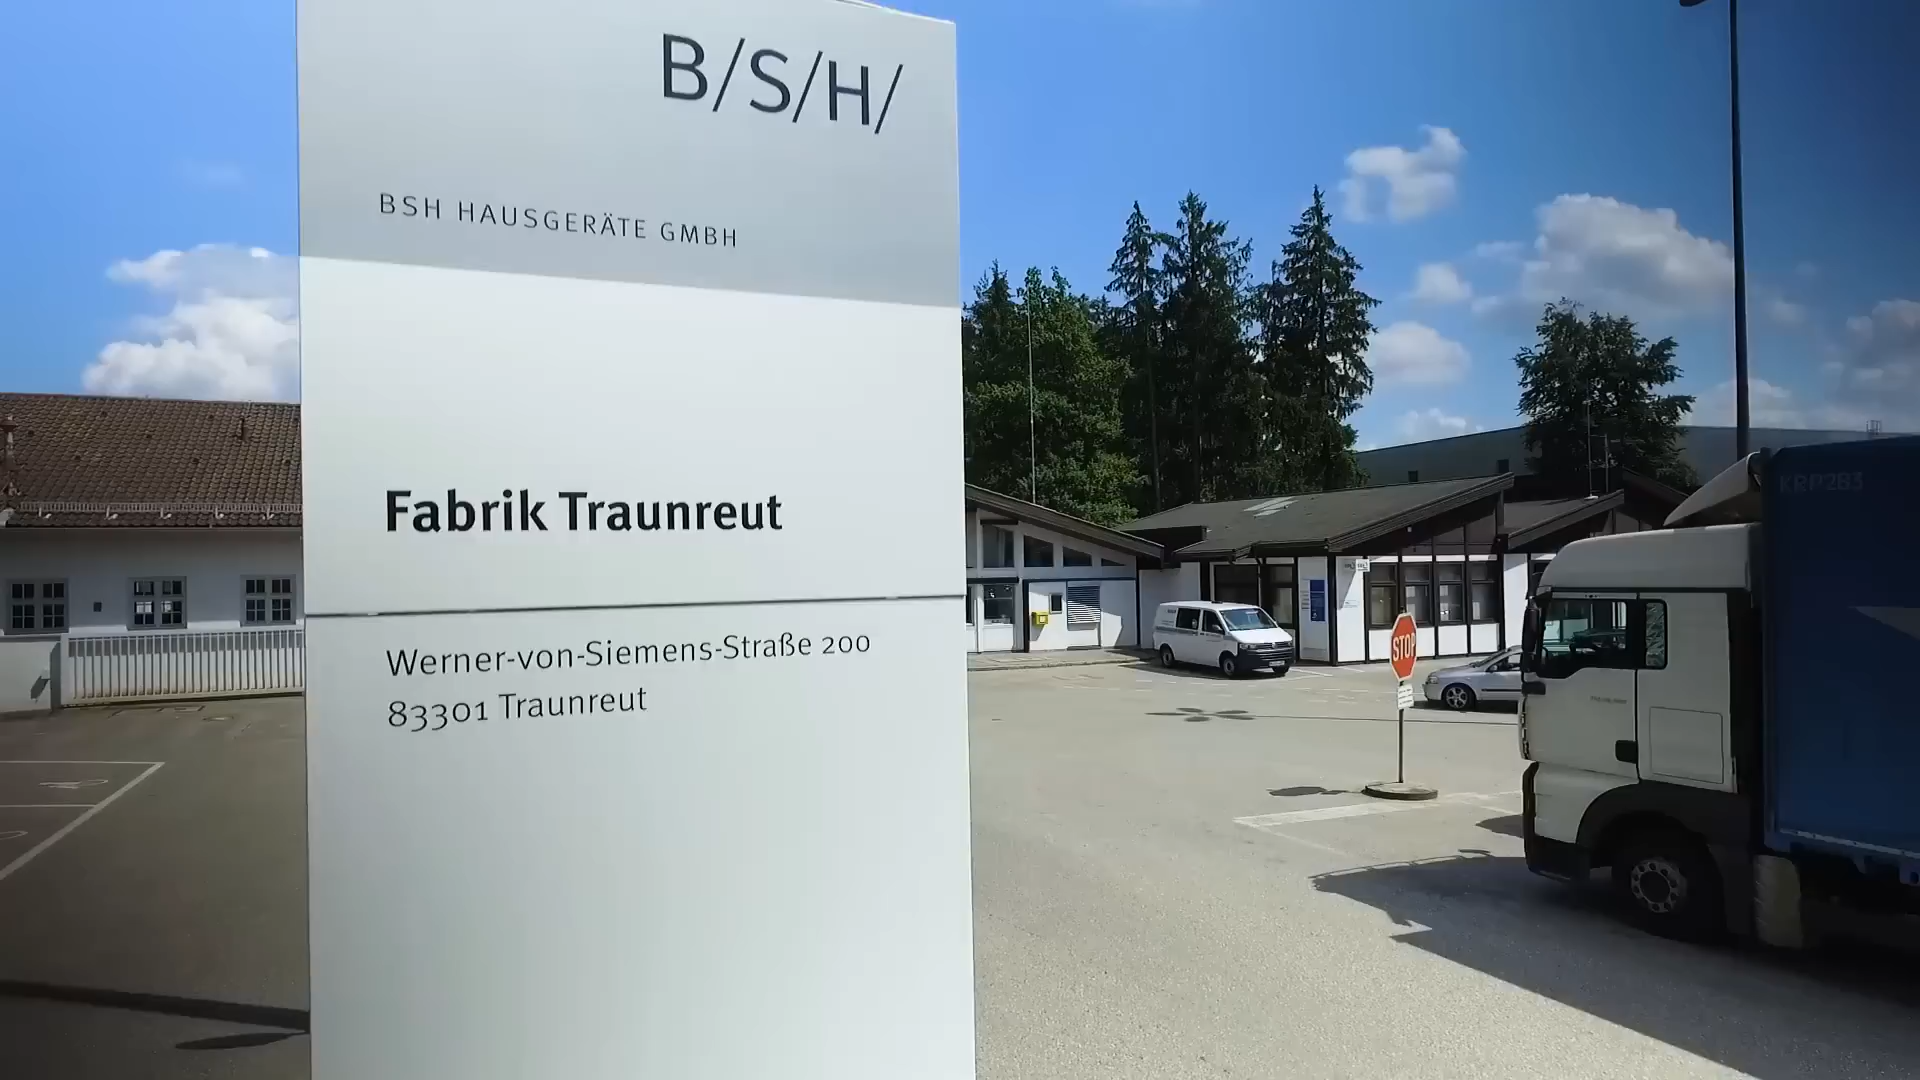 B/S/H/
BSH HAUSGERÄTE GMBH
Fabrik Traunreut
Werner-von-Siemens-Straße 200
83301 Traunreut
STOP